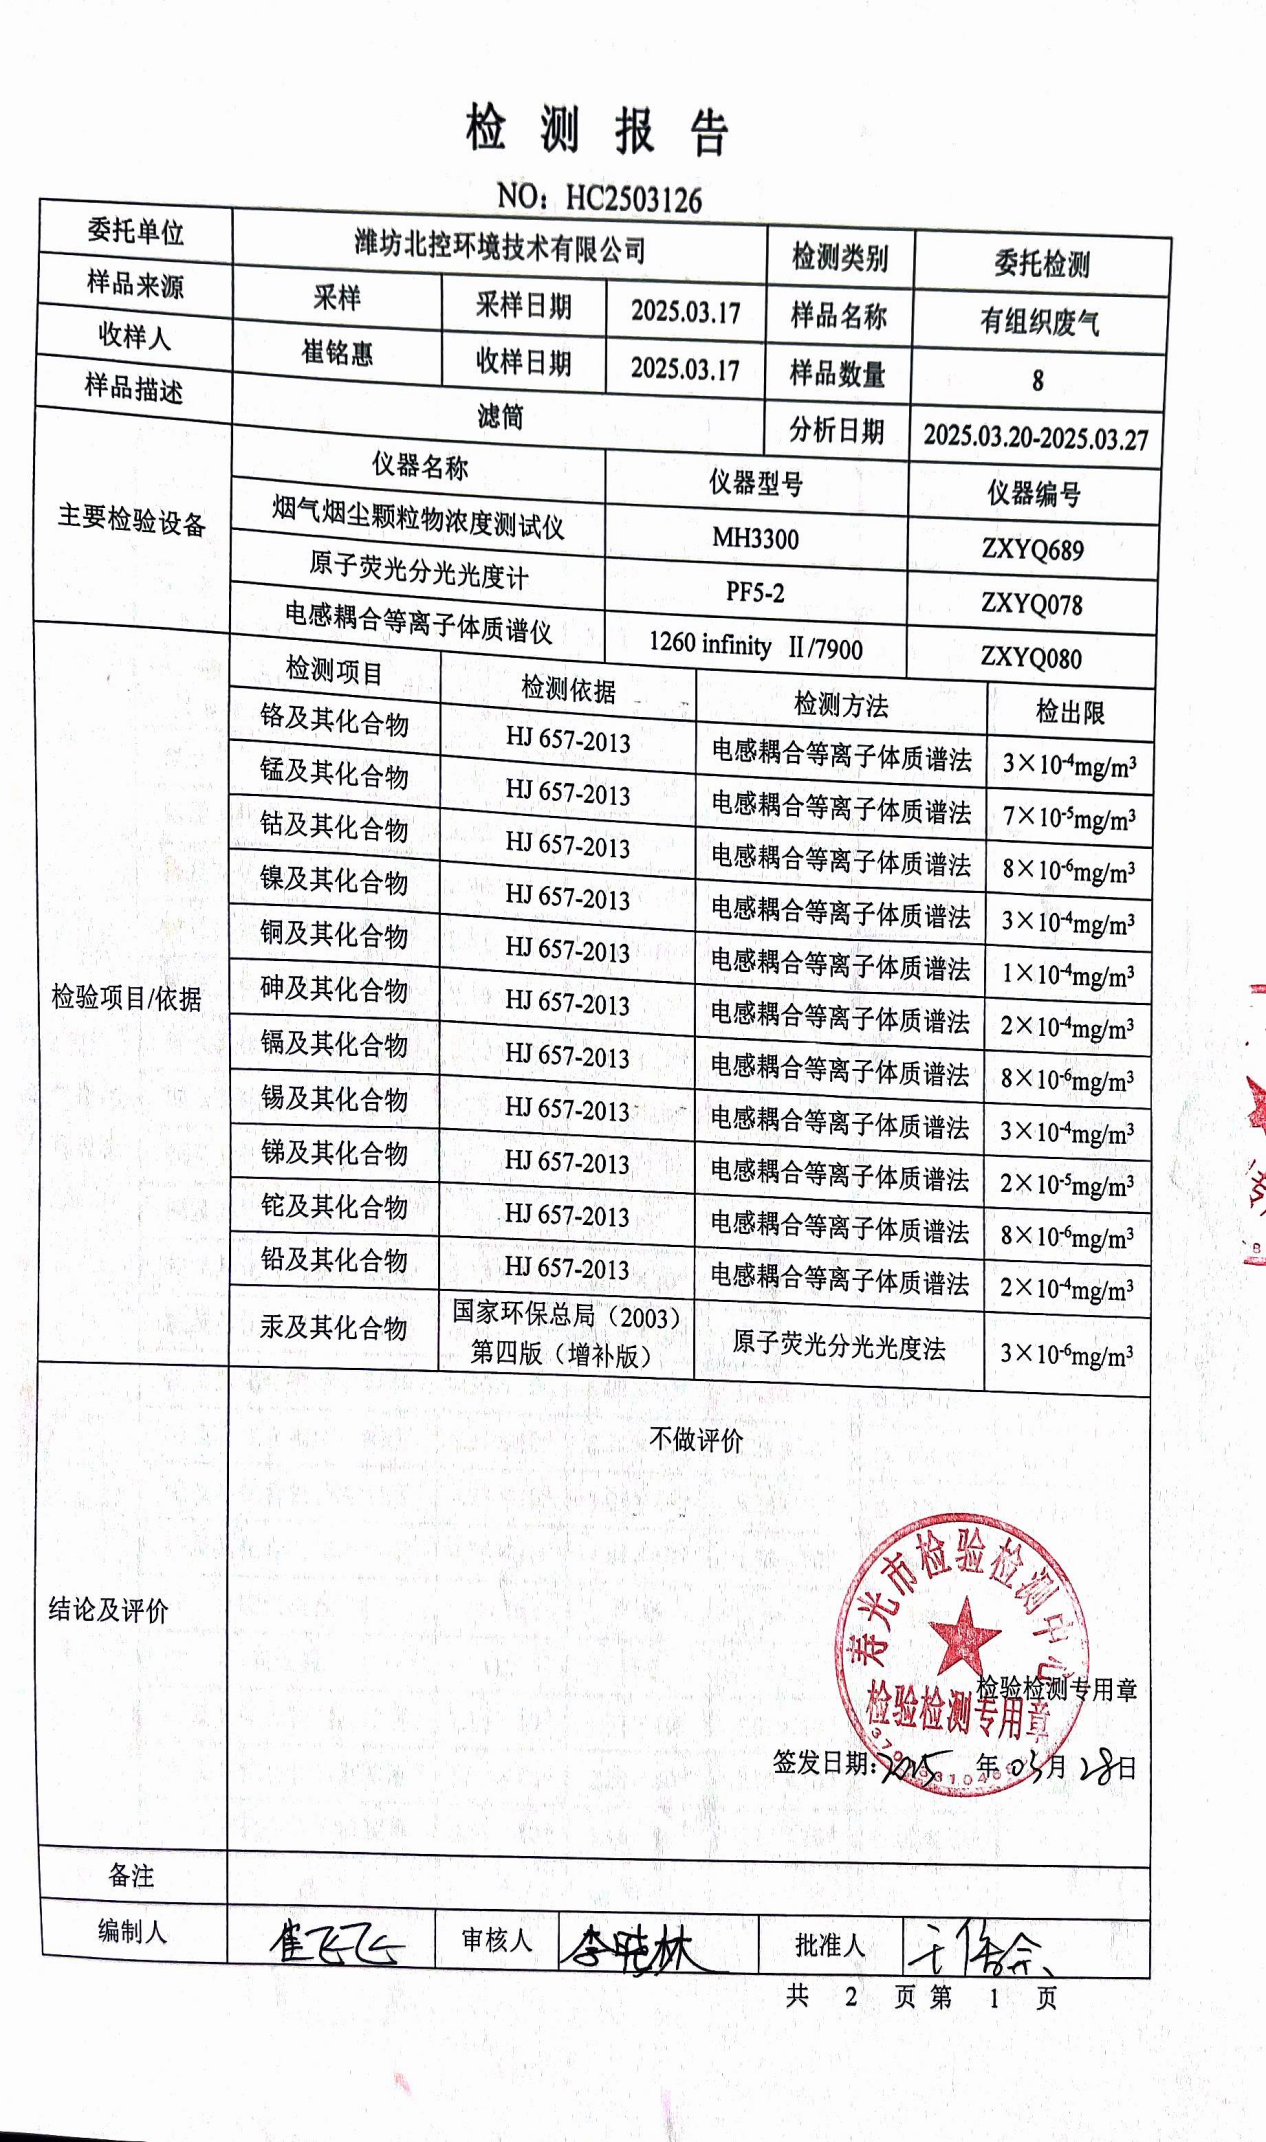 检 测 报 告
NO：HC2503126
委托单位 潍坊北控环境技术有限公司 检测类别 委托检测
样品来源 采样 采样日期 2025.03.17 样品名称 有组织废气
收样人 崔铭惠 收样日期 2025.03.17 样品数量 8
样品描述 滤筒 分析日期 2025.03.20-2025.03.27
主要检验设备 仪器名称 仪器型号 仪器编号
烟气烟尘颗粒物浓度测试仪 MH3300 ZXYQ689
原子荧光分光光度计 PF5-2 ZXYQ078
电感耦合等离子体质谱仪 1260 infinity Ⅱ/7900 ZXYQ080
检验项目/依据 检测项目 检测依据 检测方法 检出限
铬及其化合物 HJ 657-2013 电感耦合等离子体质谱法 3×10⁻⁴mg/m³
锰及其化合物 HJ 657-2013 电感耦合等离子体质谱法 7×10⁻⁵mg/m³
钴及其化合物 HJ 657-2013 电感耦合等离子体质谱法 8×10⁻⁶mg/m³
镍及其化合物 HJ 657-2013 电感耦合等离子体质谱法 3×10⁻⁴mg/m³
铜及其化合物 HJ 657-2013 电感耦合等离子体质谱法 1×10⁻⁴mg/m³
砷及其化合物 HJ 657-2013 电感耦合等离子体质谱法 2×10⁻⁴mg/m³
镉及其化合物 HJ 657-2013 电感耦合等离子体质谱法 8×10⁻⁶mg/m³
锡及其化合物 HJ 657-2013 电感耦合等离子体质谱法 3×10⁻⁴mg/m³
锑及其化合物 HJ 657-2013 电感耦合等离子体质谱法 2×10⁻⁵mg/m³
铊及其化合物 HJ 657-2013 电感耦合等离子体质谱法 8×10⁻⁶mg/m³
铅及其化合物 HJ 657-2013 电感耦合等离子体质谱法 2×10⁻⁴mg/m³
汞及其化合物 国家环保总局（2003）第四版（增补版） 原子荧光分光光度法 3×10⁻⁶mg/m³
结论及评价 不做评价
寿光市检验检测中心
检验检测专用章
检验检测专用章
签发日期：2025 年 03 月 28 日
备注
编制人 崔飞飞 审核人 李晓林 批准人
共 2 页 第 1 页